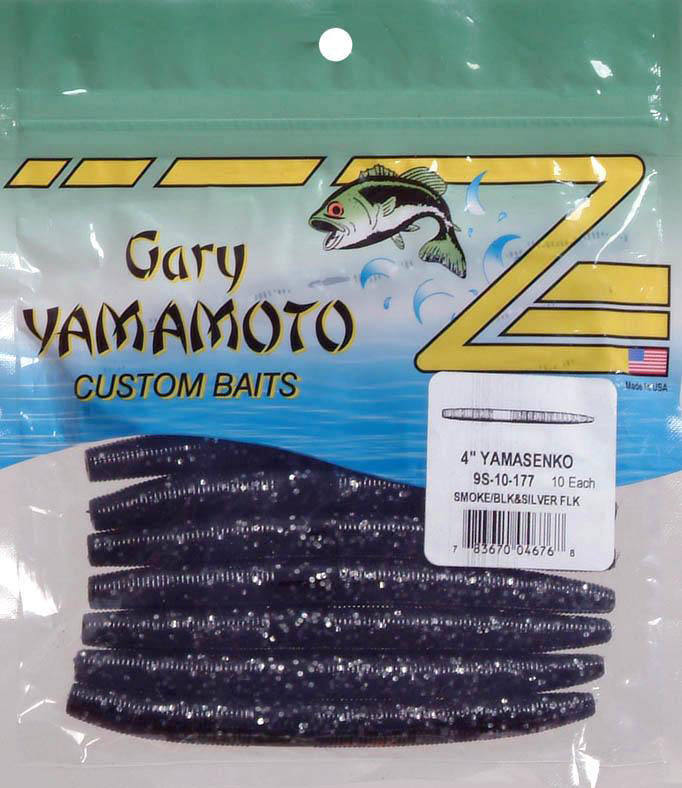 Gary
YAMAMOTO
CUSTOM BAITS
Made In USA
4" YAMASENKO
9S-10-177 10 Each
SMOKE/BLK&SILVER FLK
7 83670 04676 8